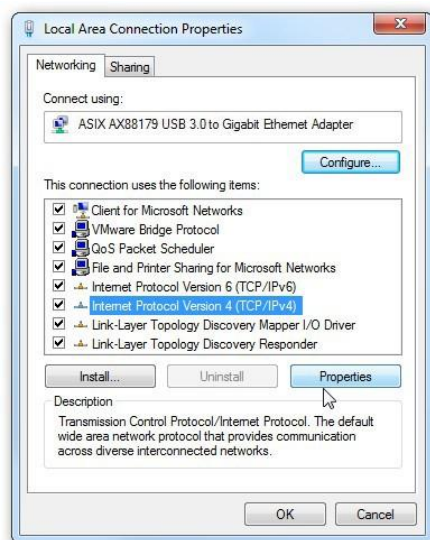 Local Area Connection Properties
Networking
Sharing
Connect using:
ASIX AX88179 USB 3.0 to Gigabit Ethernet Adapter
Configure...
This connection uses the following items:
Client for Microsoft Networks
VMware Bridge Protocol
QoS Packet Scheduler
File and Printer Sharing for Microsoft Networks
Internet Protocol Version 6 (TCP/IPv6)
Internet Protocol Version 4 (TCP/IPv4)
Link-Layer Topology Discovery Mapper I/O Driver
Link-Layer Topology Discovery Responder
Install...
Uninstall
Properties
Description
Transmission Control Protocol/Internet Protocol. The default
wide area network protocol that provides communication
across diverse interconnected networks.
OK
Cancel